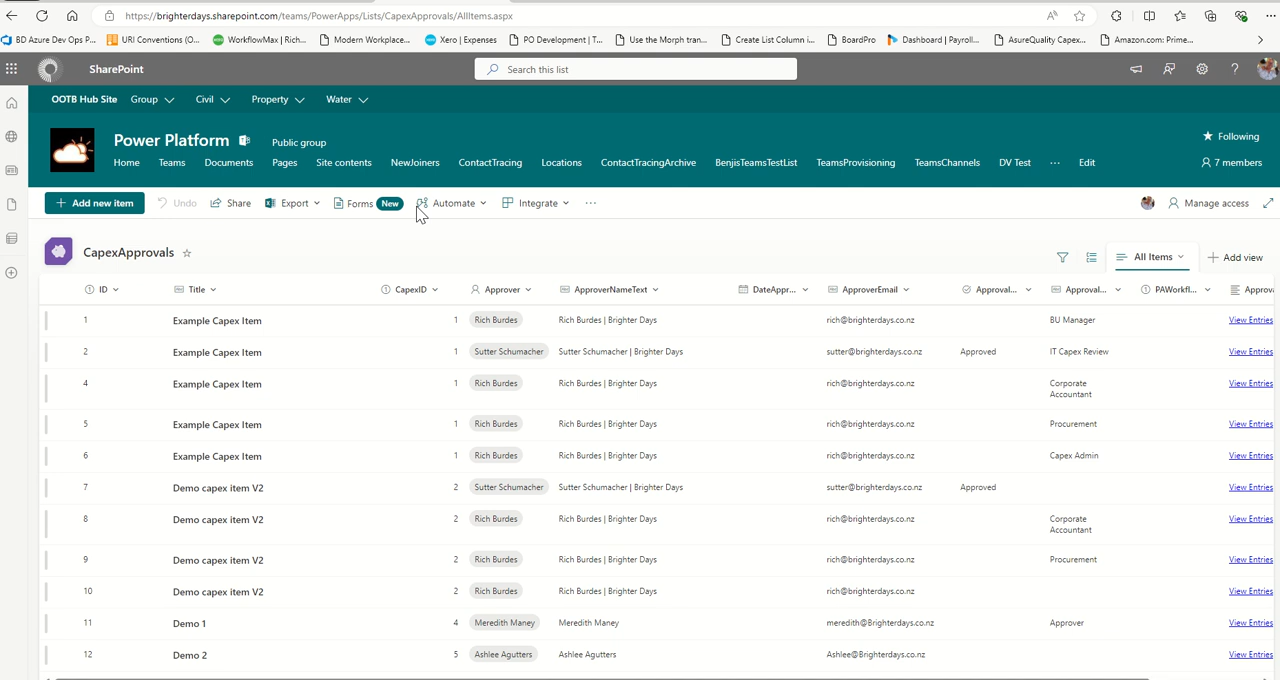 https://brighterdays.sharepoint.com/teams/PowerApps/Lists/CapexApprovals/AllItems.aspx
BD Azure Dev Ops P... URI Conventions (O... WorkflowMax | Rich... Modern Workplace... Xero | Expenses PO Development | T... Use the Morph tran... Create List Column i... BoardPro Dashboard | Payroll... AsureQuality Capex... Amazon.com: Prime...
SharePoint Search this list
OOTB Hub Site Group Civil Property Water
Power Platform Public group Following
Home Teams Documents Pages Site contents NewJoiners ContactTracing Locations ContactTracingArchive BenjisTeamsTestList TeamsProvisioning TeamsChannels DV Test ... Edit 7 members
+ Add new item Undo Share Export Forms New Automate Integrate ... Manage access
CapexApprovals All Items + Add view
ID Title CapexID Approver ApproverNameText DateAppr... ApproverEmail Approval... Approval... PAWorkfl... Approva
1 Example Capex Item 1 Rich Burdes Rich Burdes | Brighter Days rich@brighterdays.co.nz BU Manager View Entries
2 Example Capex Item 1 Sutter Schumacher Sutter Schumacher | Brighter Days sutter@brighterdays.co.nz Approved IT Capex Review View Entries
4 Example Capex Item 1 Rich Burdes Rich Burdes | Brighter Days rich@brighterdays.co.nz Corporate View Entries
Accountant
5 Example Capex Item 1 Rich Burdes Rich Burdes | Brighter Days rich@brighterdays.co.nz Procurement View Entries
6 Example Capex Item 1 Rich Burdes Rich Burdes | Brighter Days rich@brighterdays.co.nz Capex Admin View Entries
7 Demo capex item V2 2 Sutter Schumacher Sutter Schumacher | Brighter Days sutter@brighterdays.co.nz Approved View Entries
8 Demo capex item V2 2 Rich Burdes Rich Burdes | Brighter Days rich@brighterdays.co.nz Corporate View Entries
Accountant
9 Demo capex item V2 2 Rich Burdes Rich Burdes | Brighter Days rich@brighterdays.co.nz Procurement View Entries
10 Demo capex item V2 2 Rich Burdes Rich Burdes | Brighter Days rich@brighterdays.co.nz View Entries
11 Demo 1 4 Meredith Maney Meredith Maney meredith@Brighterdays.co.nz Approver View Entries
12 Demo 2 5 Ashlee Agutters Ashlee Agutters Ashlee@Brighterdays.co.nz View Entries